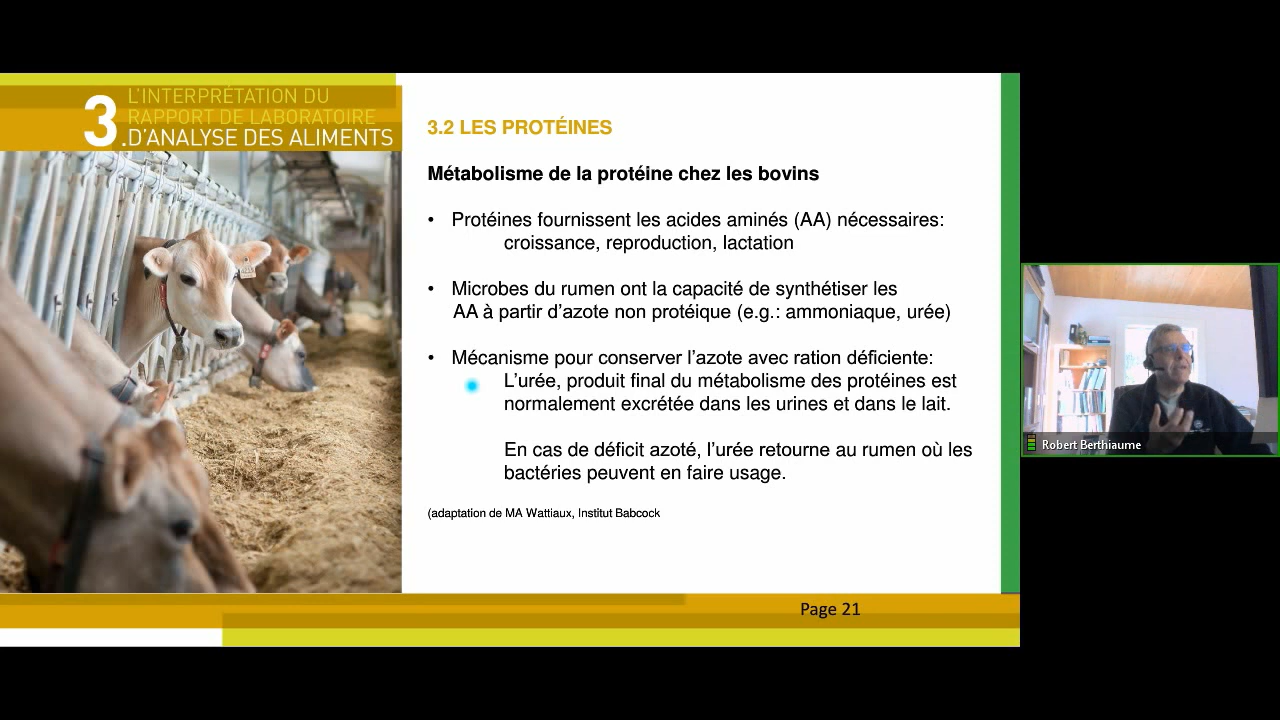 3.
L'INTERPRÉTATION DU
RAPPORT DE LABORATOIRE
D'ANALYSE DES ALIMENTS
3.2 LES PROTÉINES
Métabolisme de la protéine chez les bovins
• Protéines fournissent les acides aminés (AA) nécessaires:
croissance, reproduction, lactation
• Microbes du rumen ont la capacité de synthétiser les
AA à partir d'azote non protéique (e.g.: ammoniaque, urée)
• Mécanisme pour conserver l'azote avec ration déficiente:
L'urée, produit final du métabolisme des protéines est
normalement excrétée dans les urines et dans le lait.
En cas de déficit azoté, l'urée retourne au rumen où les
bactéries peuvent en faire usage.
(adaptation de MA Wattiaux, Institut Babcock
Page 21
Robert Berthiaume